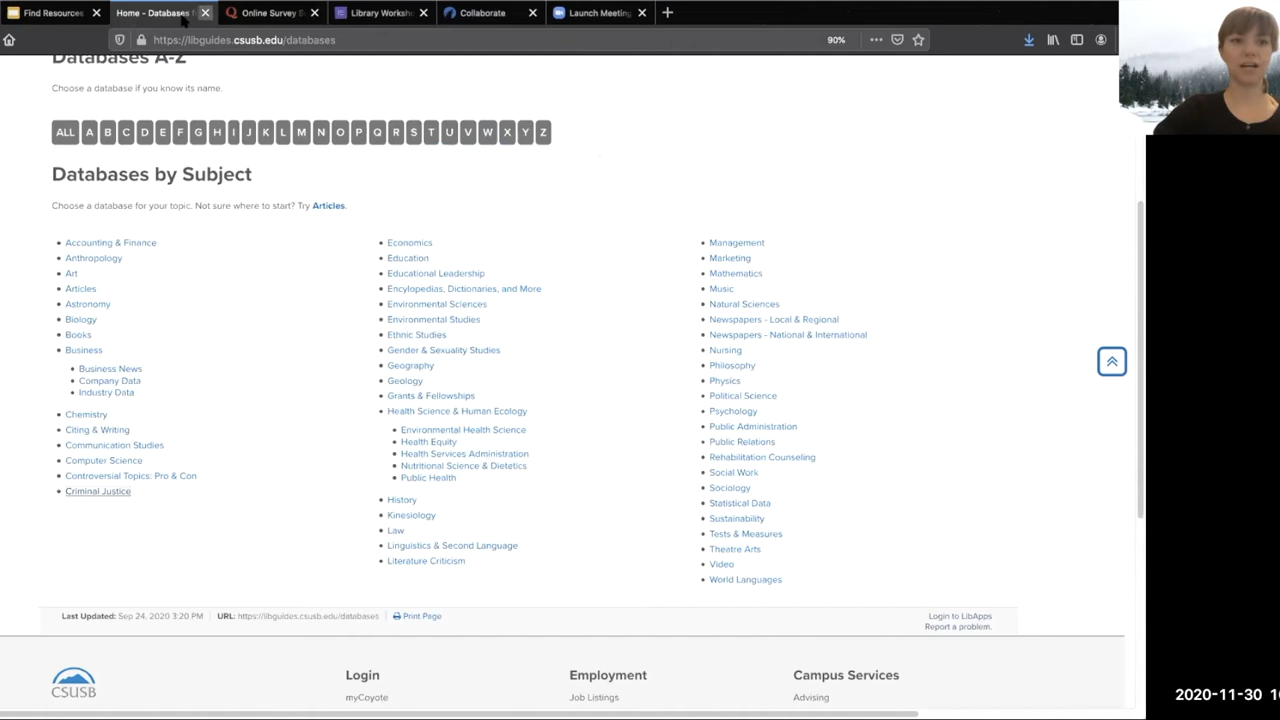 Find Resources
Home - Databases
Online Survey S
Library Worksh
Collaborate
Launch Meeting
https://libguides.csusb.edu/databases
90%
Databases A-Z
Choose a database if you know its name.
ALL A B C D E F G H I J K L M N O P Q R S T U V W X Y Z
Databases by Subject
Choose a database for your topic. Not sure where to start? Try Articles.
Accounting & Finance
Anthropology
Art
Articles
Astronomy
Biology
Books
Business
Business News
Company Data
Industry Data
Chemistry
Citing & Writing
Communication Studies
Computer Science
Controversial Topics: Pro & Con
Criminal Justice
Economics
Education
Educational Leadership
Encylopedias, Dictionaries, and More
Environmental Sciences
Environmental Studies
Ethnic Studies
Gender & Sexuality Studies
Geography
Geology
Grants & Fellowships
Health Science & Human Ecology
Environmental Health Science
Health Equity
Health Services Administration
Nutritional Science & Dietetics
Public Health
History
Kinesiology
Law
Linguistics & Second Language
Literature Criticism
Management
Marketing
Mathematics
Music
Natural Sciences
Newspapers - Local & Regional
Newspapers - National & International
Nursing
Philosophy
Physics
Political Science
Psychology
Public Administration
Public Relations
Rehabilitation Counseling
Social Work
Sociology
Statistical Data
Sustainability
Tests & Measures
Theatre Arts
Video
World Languages
Last Updated: Sep 24, 2020 3:20 PM
URL: https://libguides.csusb.edu/databases
Print Page
Login to LibApps
Report a problem.
CSUSB
Login
myCoyote
Employment
Job Listings
Campus Services
Advising
2020-11-30 1